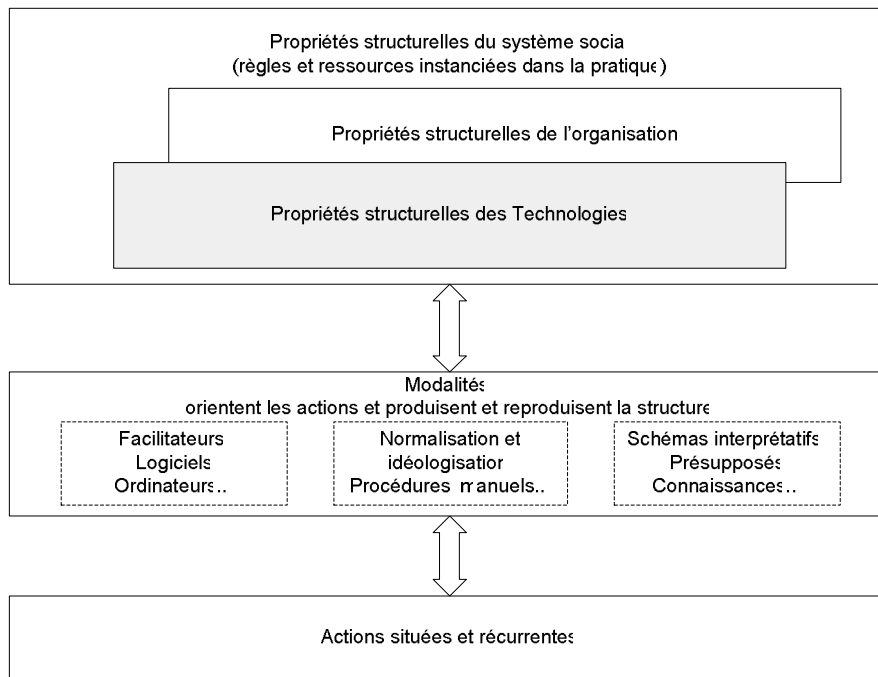 Propriétés structurelles du système socia
(règles et ressources instanciées dans la pratique)
Propriétés structurelles de l'organisation
Propriétés structurelles des Technologies
Modalités
orientent les actions et produisent et reproduisent la structure
Facilitateurs
Logiciels
Ordinateurs..
Normalisation et
idéologisation
Procédures manuels..
Schémas interprétatifs
Présupposés
Connaissances..
Actions situées et récurrentes